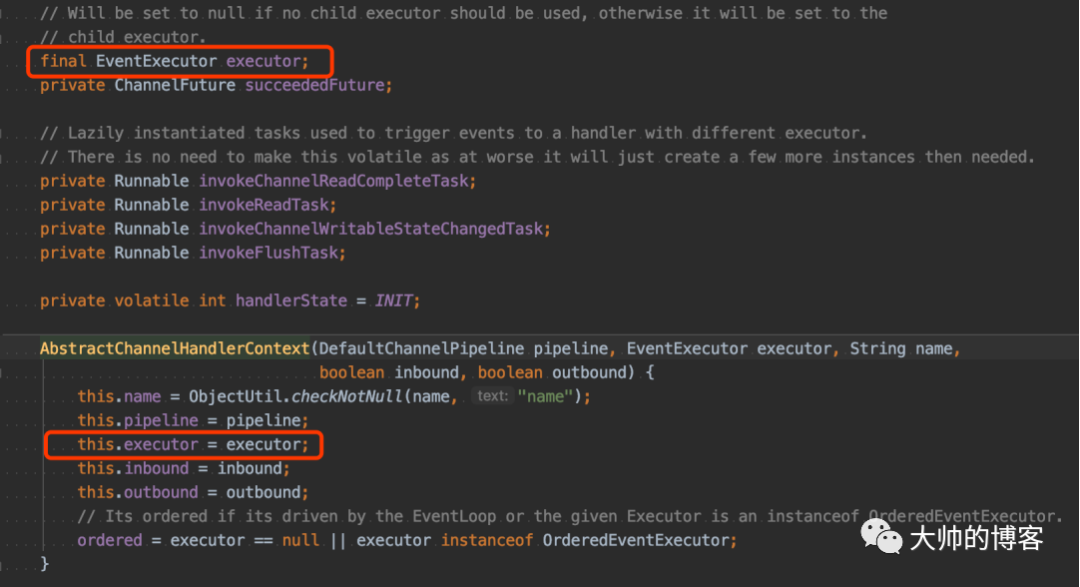 // Will be set to null if no child executor should be used, otherwise it will be set to the
// child executor.
final EventExecutor executor;
private ChannelFuture succeededFuture;
// Lazily instantiated tasks used to trigger events to a handler with different executor.
// There is no need to make this volatile as at worse it will just create a few more instances then needed.
private Runnable invokeChannelReadCompleteTask;
private Runnable invokeReadTask;
private Runnable invokeChannelWritableStateChangedTask;
private Runnable invokeFlushTask;
private volatile int handlerState = INIT;
AbstractChannelHandlerContext(DefaultChannelPipeline pipeline, EventExecutor executor, String name,
boolean inbound, boolean outbound) {
this.name = ObjectUtil.checkNotNull(name, text: "name");
this.pipeline = pipeline;
this.executor = executor;
this.inbound = inbound;
this.outbound = outbound;
// Its ordered if its driven by the EventLoop or the given Executor is an instanceof OrderedEventExecutor.
ordered = executor == null || executor instanceof OrderedEventExecutor;
}
大帅的博客